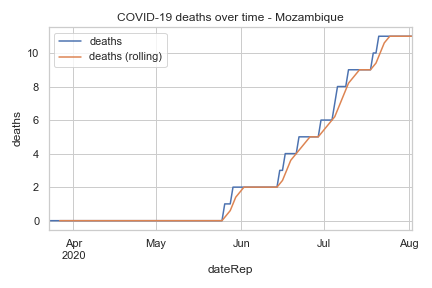 COVID-19 deaths over time - Mozambique
deaths
deaths (rolling)
deaths
10
8
6
4
2
0
Apr
2020
May
Jun
Jul
Aug
dateRep